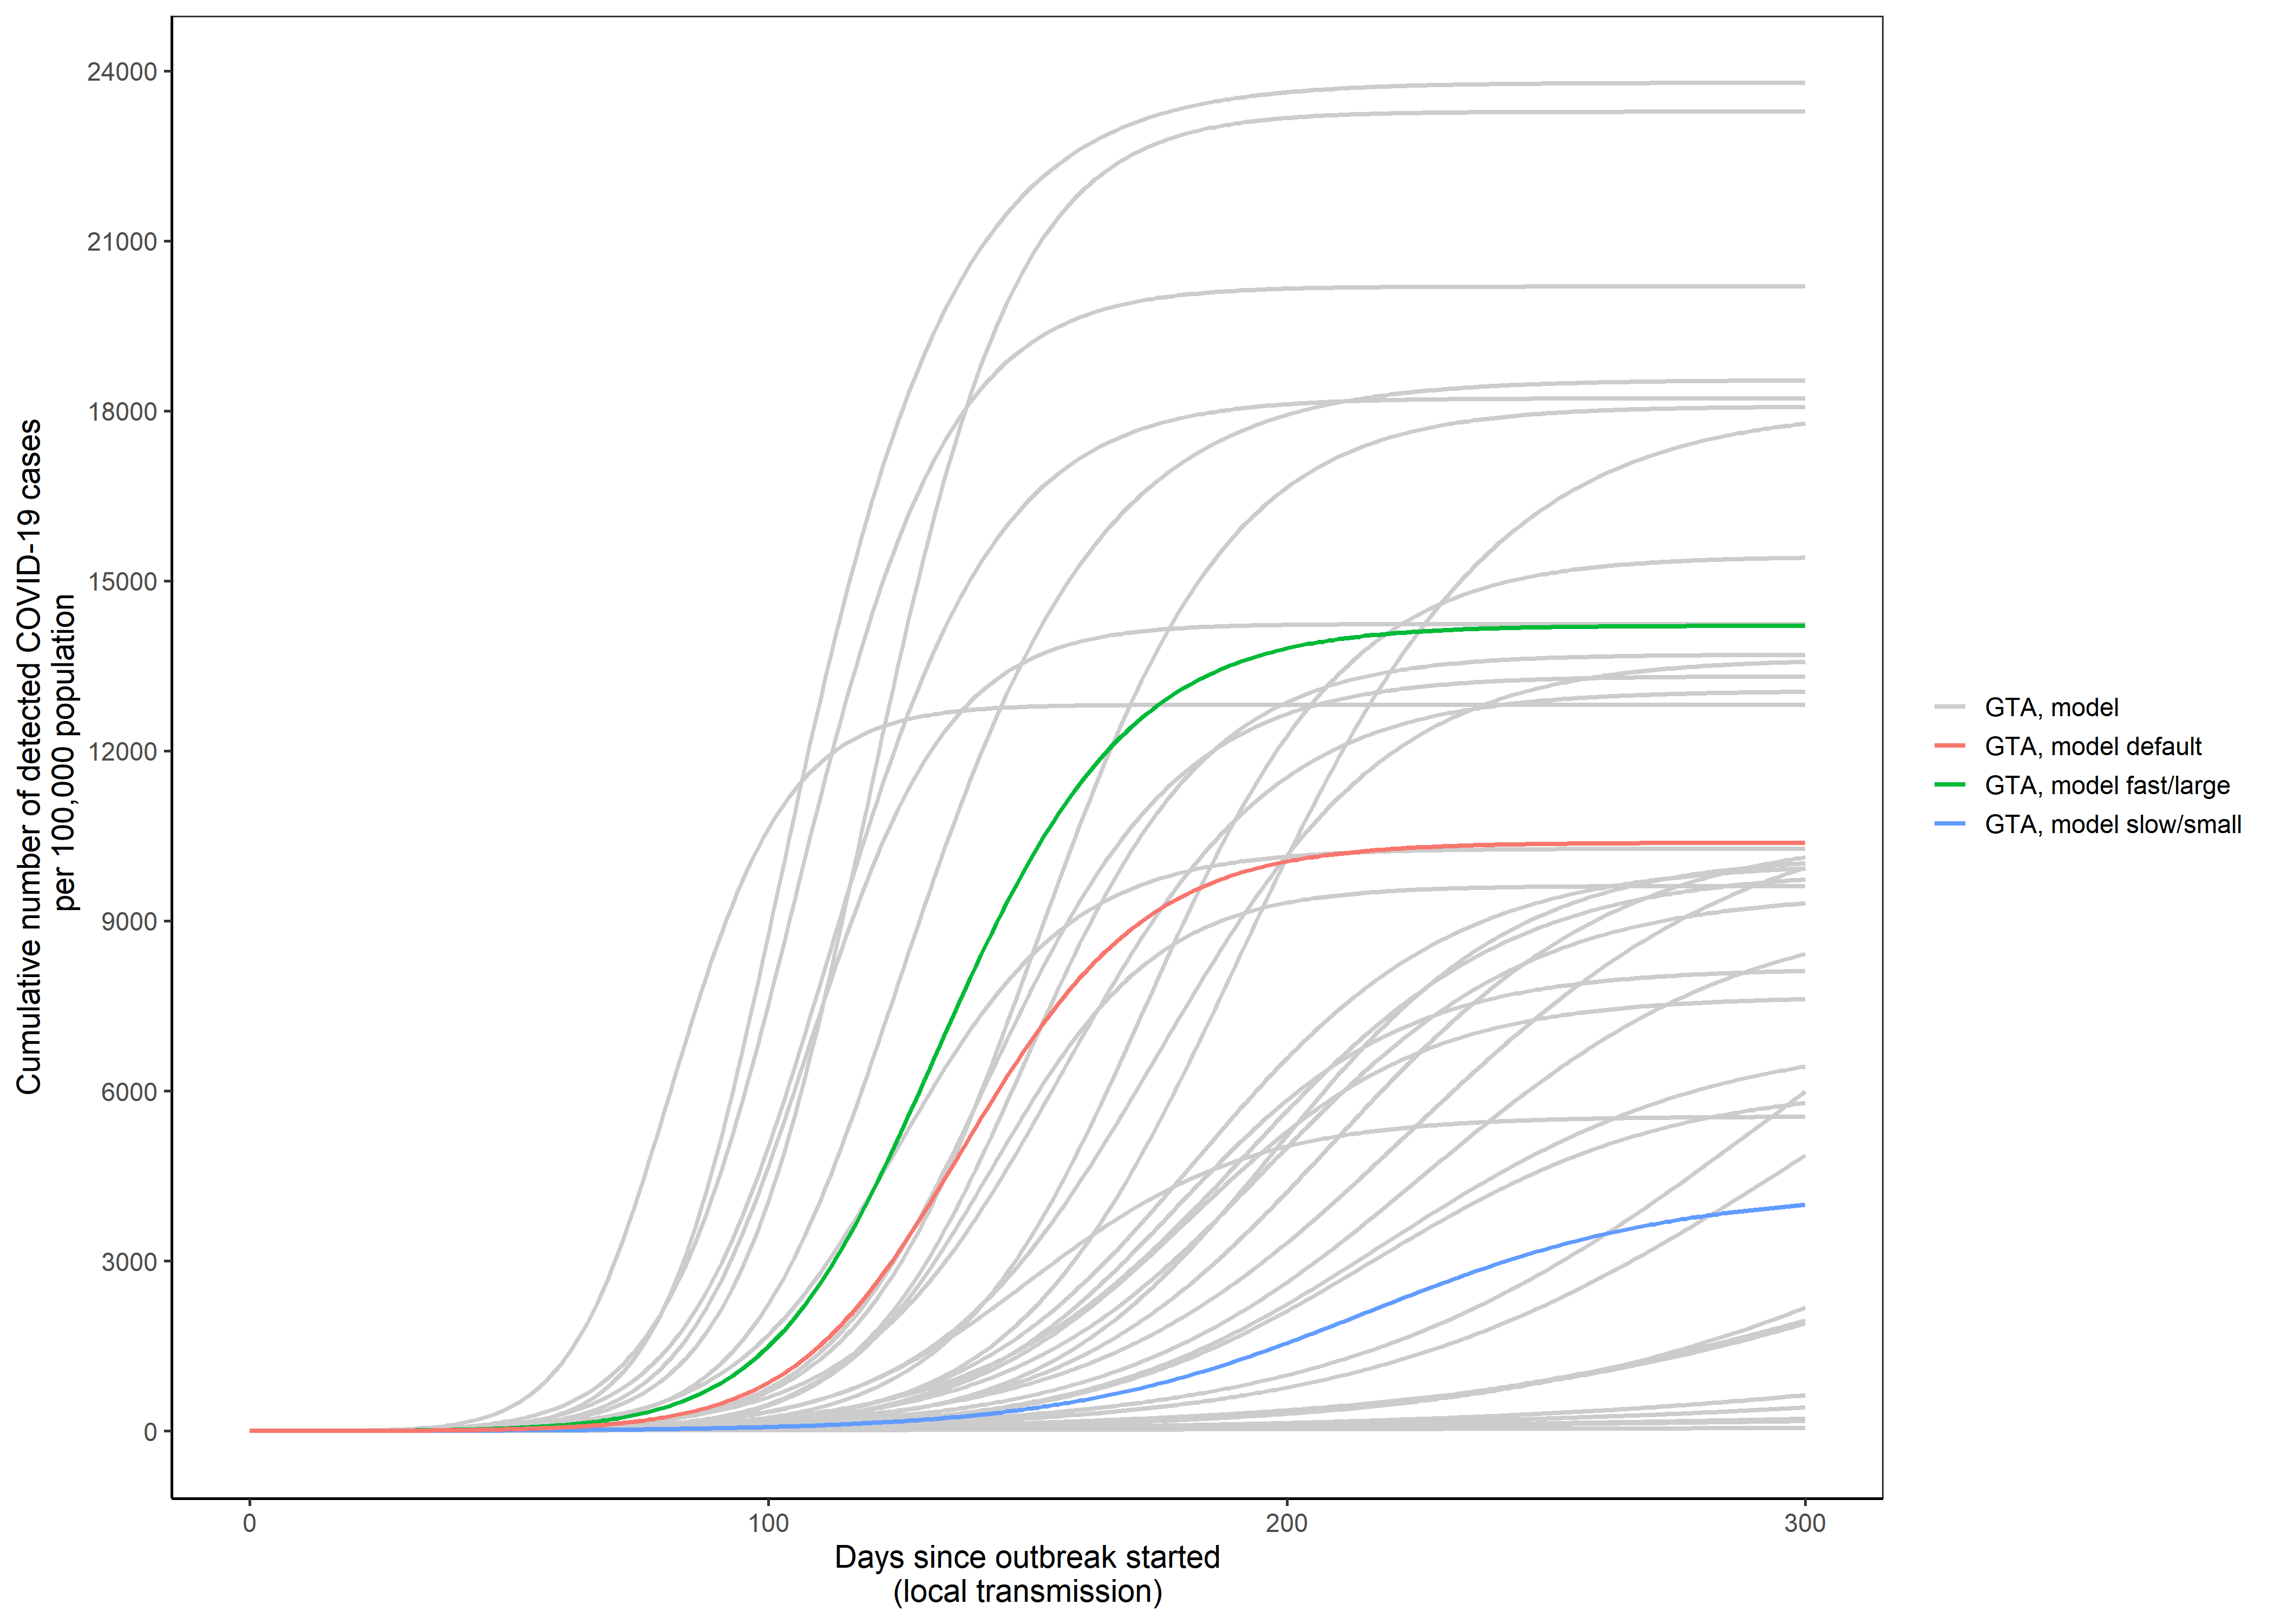 Cumulative number of detected COVID-19 cases
per 100,000 population
24000
21000
18000
15000
12000
9000
6000
3000
0
0
100
200
300
Days since outbreak started
(local transmission)
GTA, model
GTA, model default
GTA, model fast/large
GTA, model slow/small